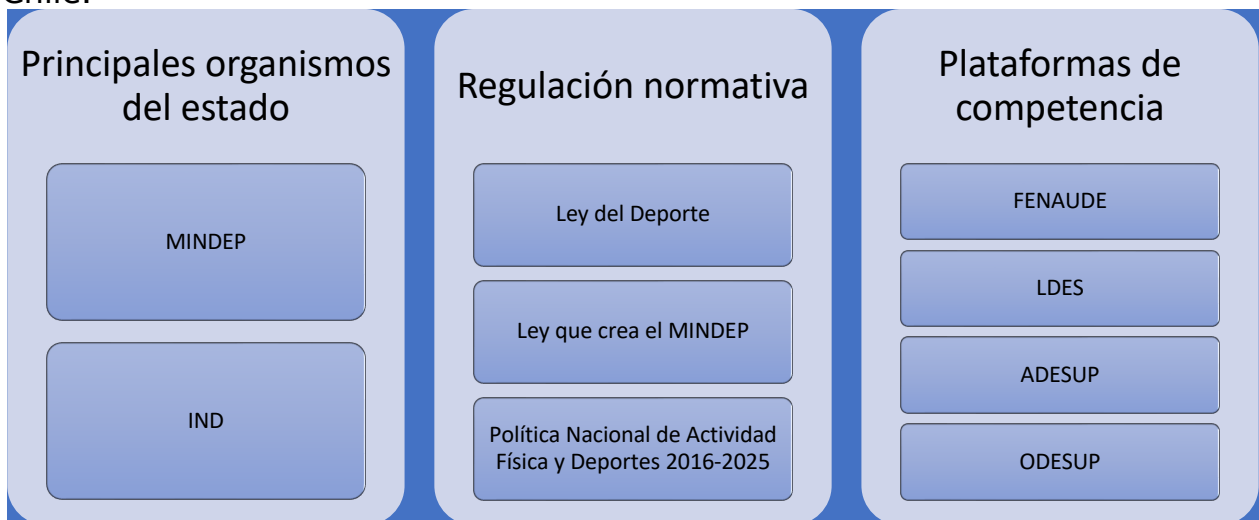 Chile.
Principales organismos
del estado
MINDEP
IND
Regulación normativa
Ley del Deporte
Ley que crea el MINDEP
Política Nacional de Actividad
Física y Deportes 2016-2025
Plataformas de
competencia
FENAUDE
LDES
ADESUP
ODESUP